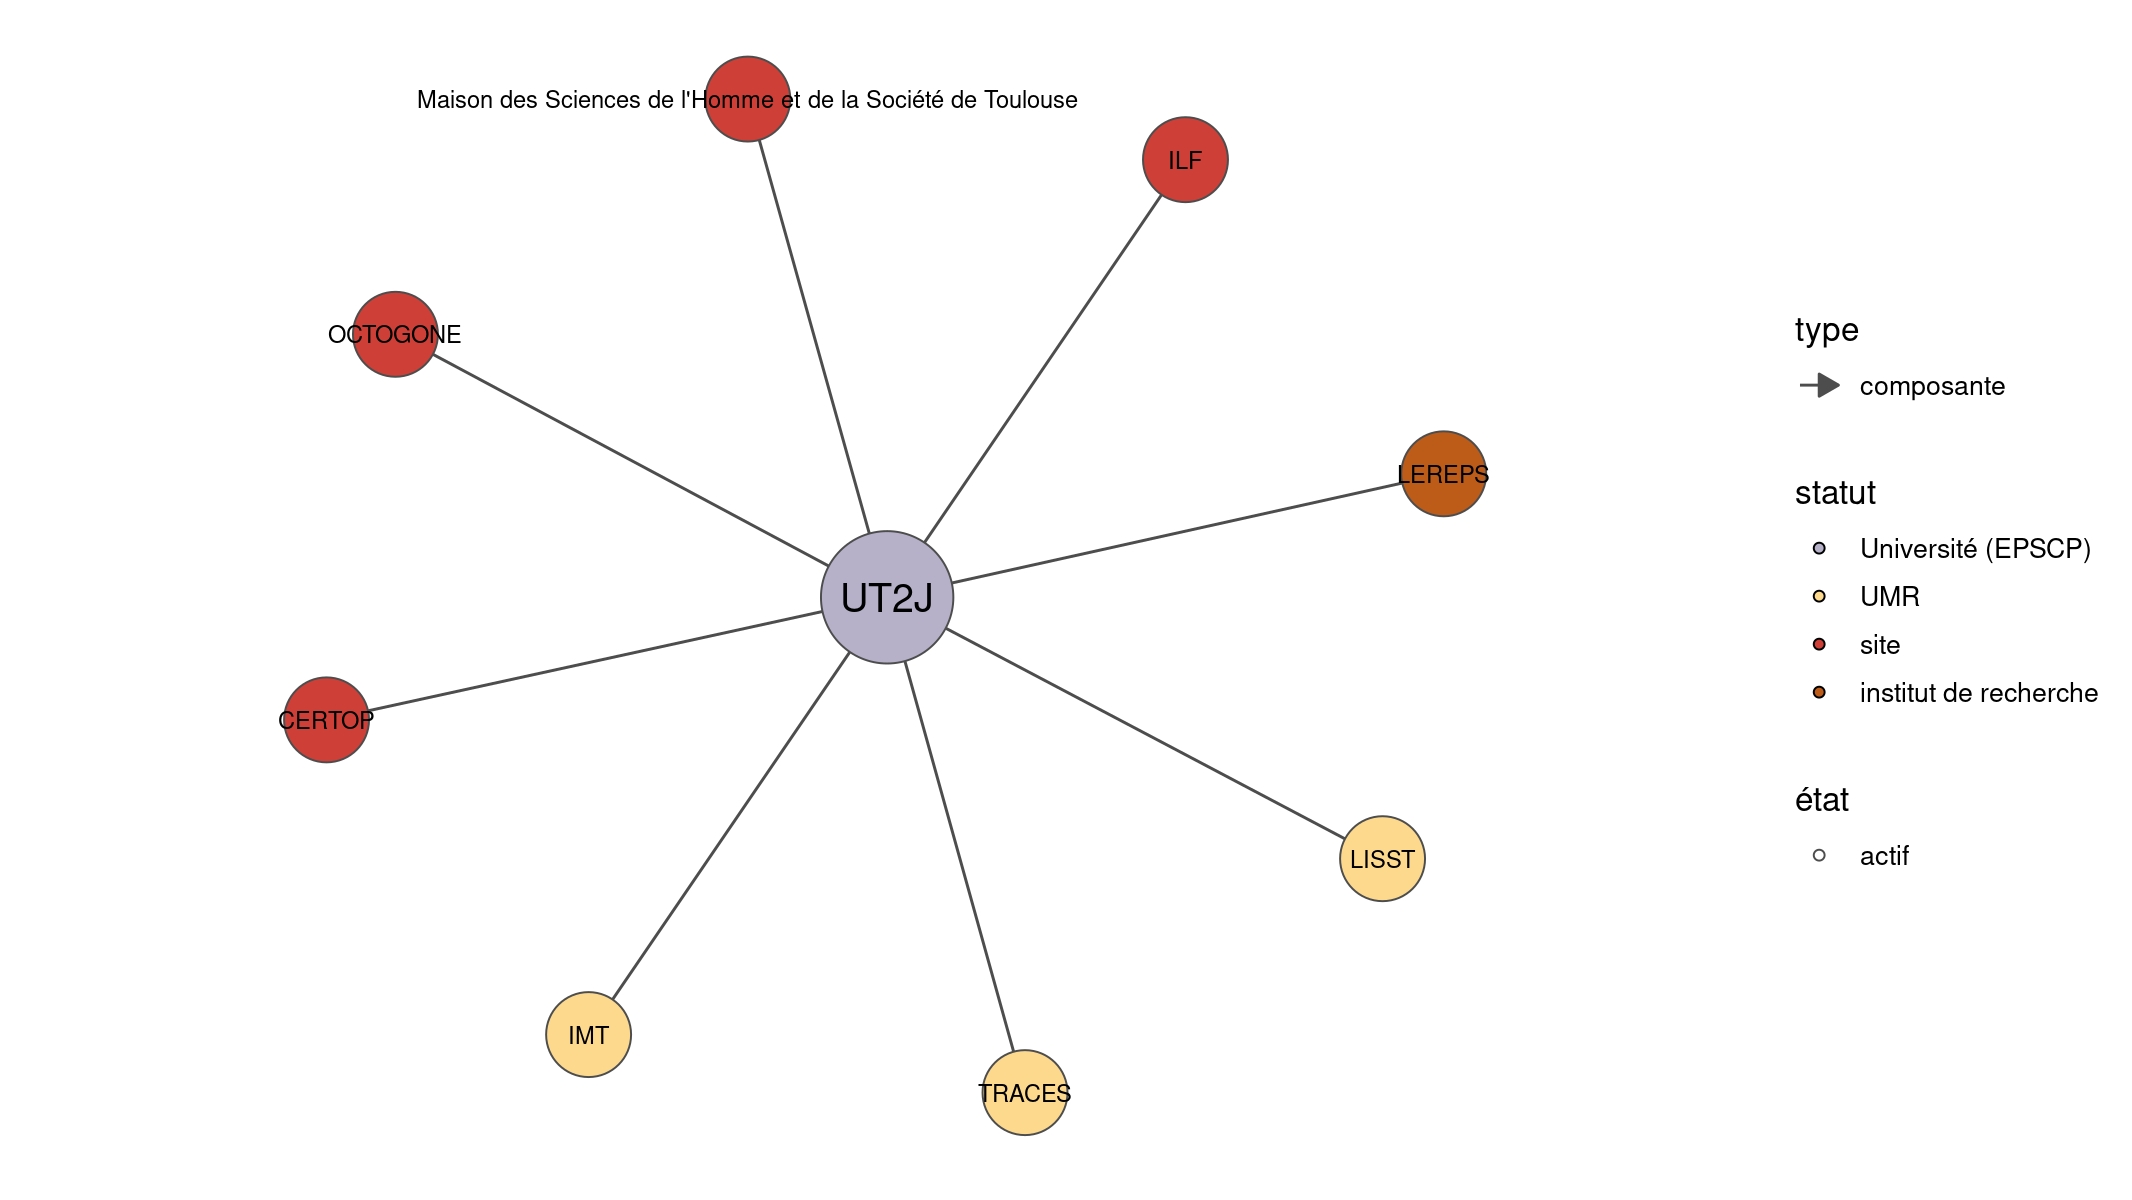 Maison des Sciences de l'Homme et de la Société de Toulouse
ILF
OCTOGONE
LEREPS
UT2J
CERTOP
LISST
IMT
TRACES
type
composante
statut
Université (EPSCP)
UMR
site
institut de recherche
état
actif